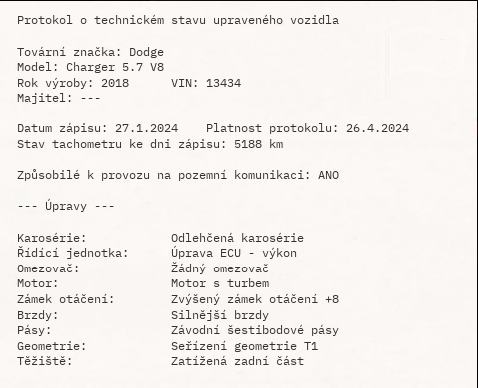 Protokol o technickém stavu upraveného vozidla
Tovární značka: Dodge
Model: Charger 5.7 V8
Rok výroby: 2018 VIN: 13434
Majitel: ---
Datum zápisu: 27.1.2024 Platnost protokolu: 26.4.2024
Stav tachometru ke dni zápisu: 5188 km
Způsobilé k provozu na pozemní komunikaci: ANO
--- Úpravy ---
Karosérie: Odlehčená karosérie
Řídící jednotka: Úprava ECU - výkon
Omezovač: Žádný omezovač
Motor: Motor s turbem
Zámek otáčení: Zvýšený zámek otáčení +8
Brzdy: Silnější brzdy
Pásy: Závodní šestibodové pásy
Geometrie: Seřízení geometrie T1
Těžiště: Zatížená zadní část